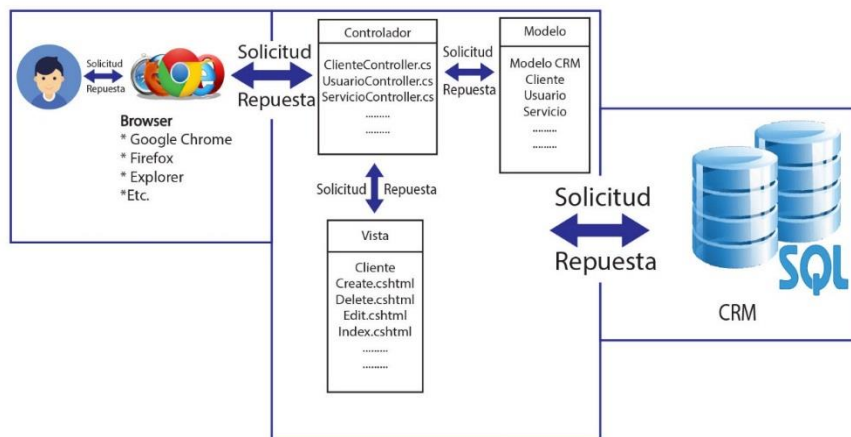 Solicitud
Repuesta
Browser
* Google Chrome
* Firefox
* Explorer
*Etc.
Solicitud
Repuesta
Controlador
ClienteController.cs
UsuarioController.cs
ServicioController.cs
.........
.........
Solicitud
Repuesta
Modelo
Modelo CRM
Cliente
Usuario
Servicio
.........
.........
Solicitud Repuesta
Vista
Cliente
Create.cshtml
Delete.cshtml
Edit.cshtml
Index.cshtml
.........
.........
Solicitud
Repuesta
SQL
CRM